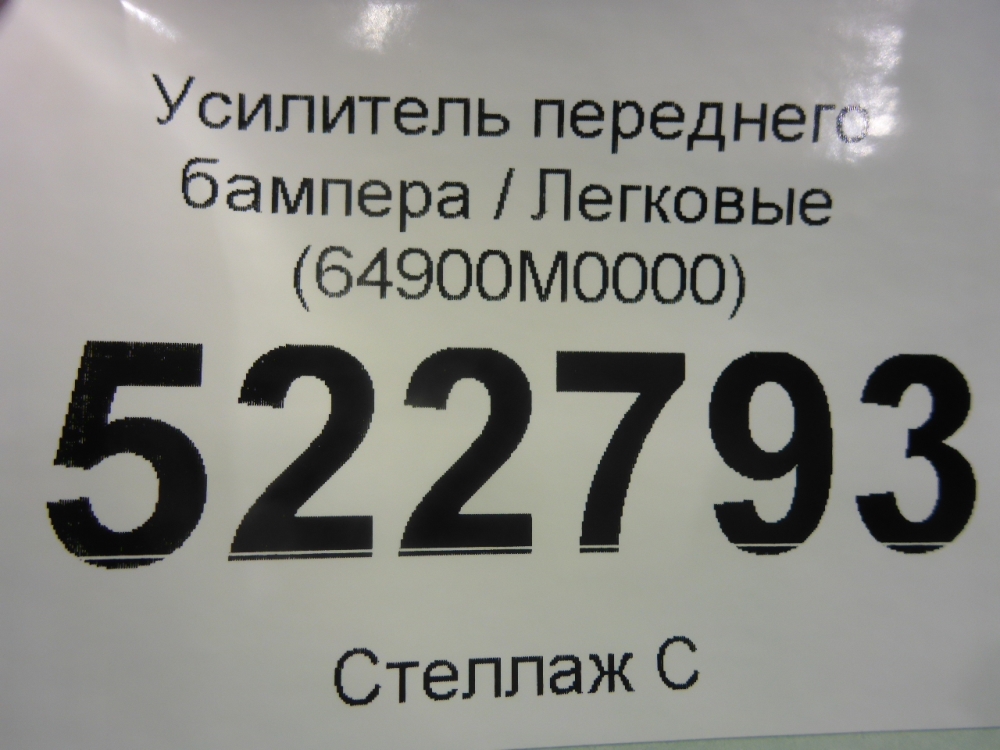 Усилитель переднего
бампера / Легковые
(64900M0000)
522793
Стеллаж С